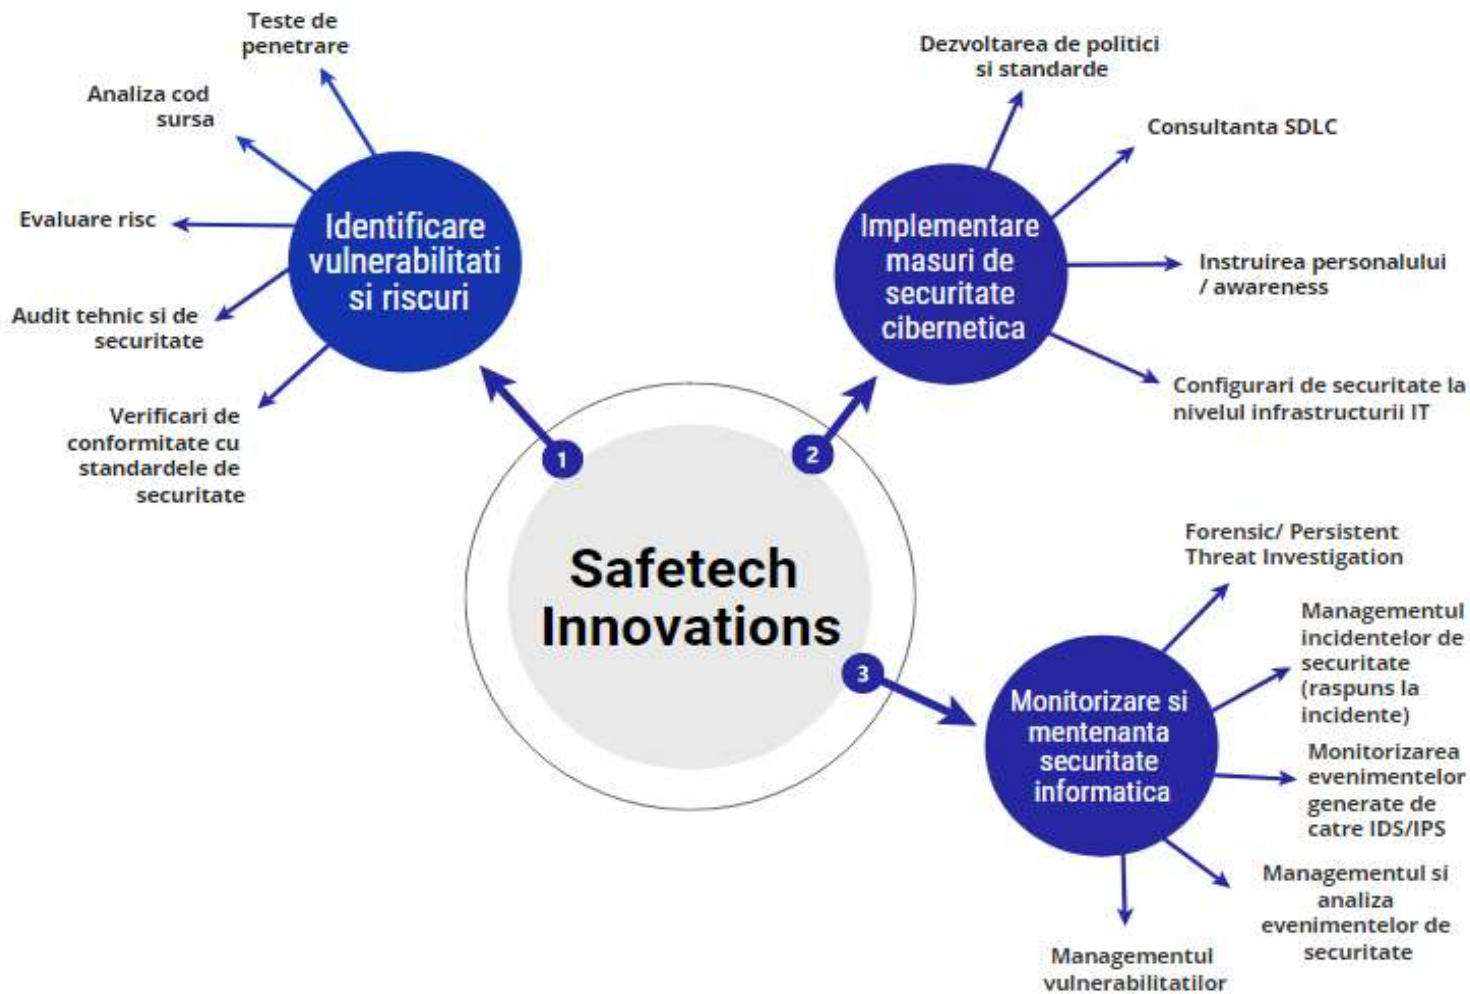 Teste de
penetrare
Analiza cod
sursa
Evaluare risc
Audit tehnic si de
securitate
Verificari de
conformitate cu
standardele de
securitate
Identificare
vulnerabilitati
si riscuri
1
Dezvoltarea de politici
si standarde
Consultanta SDLC
Instruirea personalului
/ awareness
Configurari de securitate la
nivelul infrastructurii IT
Implementare
masuri de
securitate
cibernetica
2
Safetech
Innovations
3
Monitorizare si
mentenanta
securitate
informatica
Forensic/ Persistent
Threat Investigation
Managementul
incidentelor de
securitate
(raspuns la
incidente)
Monitorizarea
evenimentelor
generate de
catre IDS/IPS
Managementul si
analiza
evenimentelor de
securitate
Managementul
vulnerabilitatilor